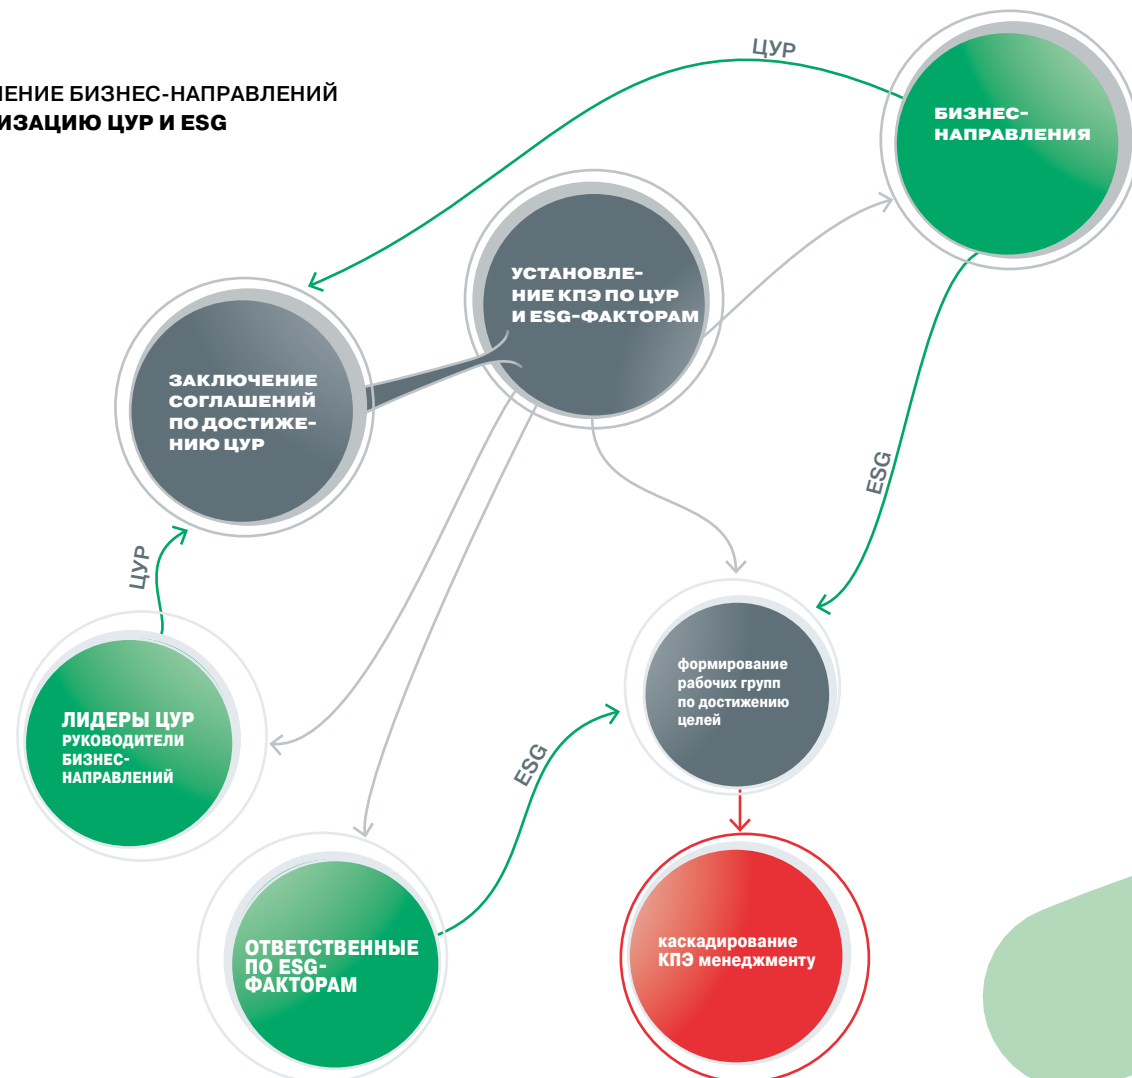 ЦУР
БИЗНЕС-НАПРАВЛЕНИЙ
ЦУР И ESG
БИЗНЕС-
НАПРАВЛЕНИЯ
УСТАНОВЛЕ-
НИЕ КПЭ ПО ЦУР
И ESG-ФАКТОРАМ
ЗАКЛЮЧЕНИЕ
СОГЛАШЕНИЙ
ПО ДОСТИЖЕ-
НИЮ ЦУР
ESG
ЦУР
формирование
рабочих групп
по достижению
целей
ЛИДЕРЫ ЦУР
РУКОВОДИТЕЛИ
БИЗНЕС-
НАПРАВЛЕНИЙ
ESG
ОТВЕТСТВЕННЫЕ
ПО ESG-
ФАКТОРАМ
каскадирование
КПЭ менеджменту